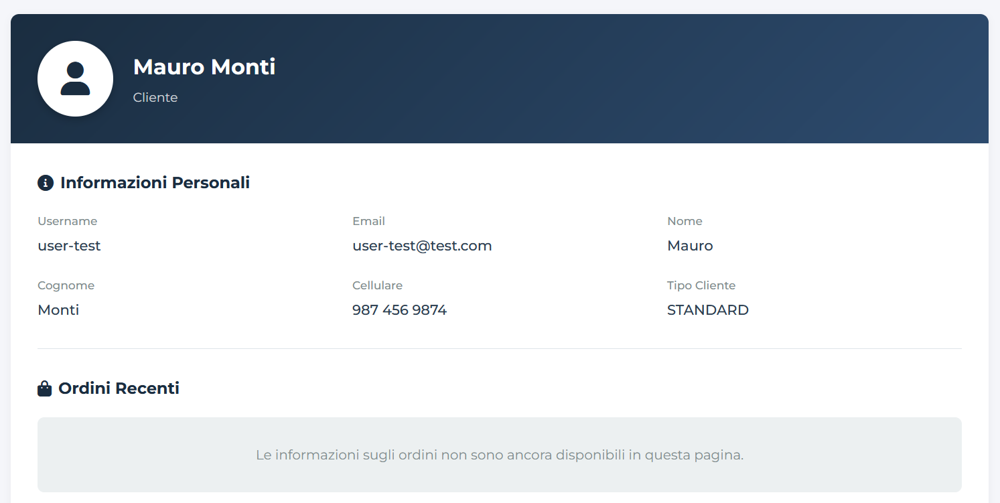 Mauro Monti
Cliente
Informazioni Personali
Username
user-test
Email
user-test@test.com
Nome
Mauro
Cognome
Monti
Cellulare
987 456 9874
Tipo Cliente
STANDARD
Ordini Recenti
Le informazioni sugli ordini non sono ancora disponibili in questa pagina.